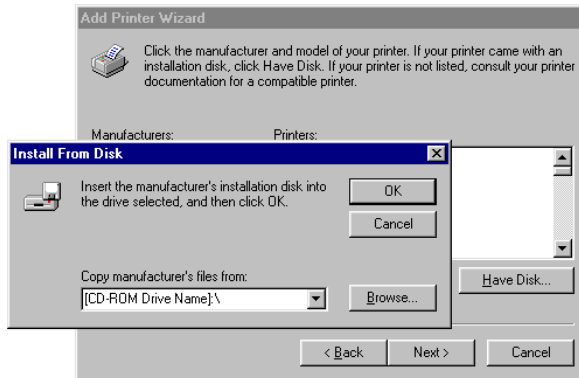 Add Printer Wizard
Click the manufacturer and model of your printer. If your printer came with an
installation disk, click Have Disk. If your printer is not listed, consult your printer
documentation for a compatible printer.
Manufacturers:
Printers:
Install From Disk
Insert the manufacturer's installation disk into
the drive selected, and then click OK.
OK
Cancel
Copy manufacturer's files from:
[CD-ROM Drive Name]:\
Browse...
Have Disk...
< Back
Next >
Cancel